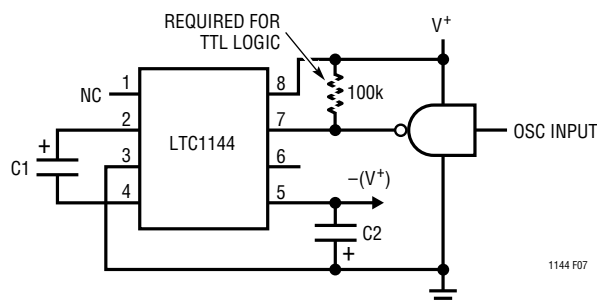 REQUIRED FOR
TTL LOGIC
V+
NC
1
8
100k
2
7
OSC INPUT
+
C1
LTC1144
3
6
4
5
–(V+)
C2
+
1144 F07